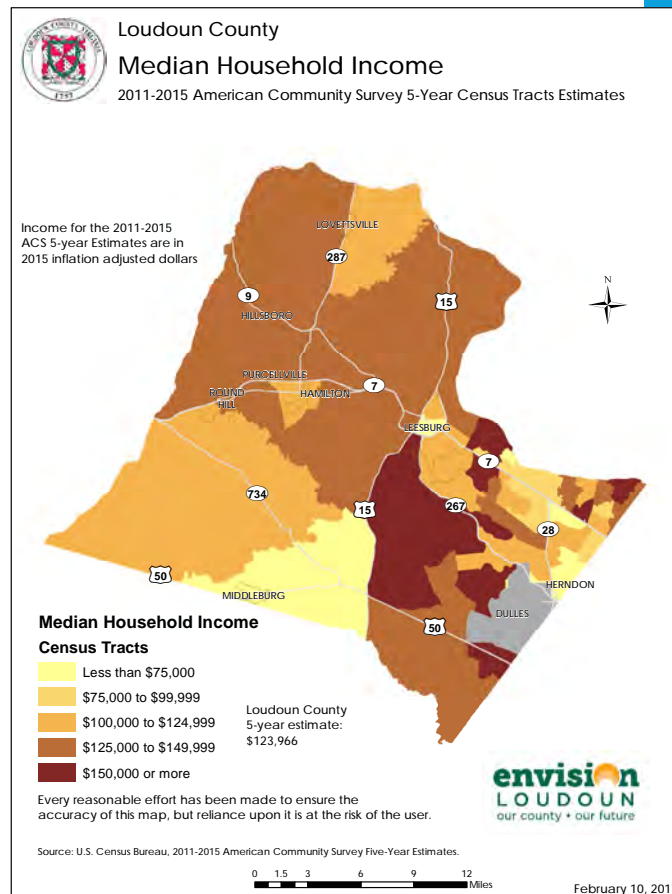 Loudoun County
Median Household Income
2011-2015 American Community Survey 5-Year Census Tracts Estimates
LOUDOUN COUNTY, VIRGINIA
1757
Income for the 2011-2015
ACS 5-year Estimates are in
2015 inflation adjusted dollars
LOVETTSVILLE
287
N
9
15
HILLSBORO
PURCELLVILLE
7
ROUND
HILL
HAMILTON
LEESBURG
7
734
15
267
28
50
HERNDON
MIDDLEBURG
DULLES
50
Median Household Income
Census Tracts
Less than $75,000
$75,000 to $99,999
$100,000 to $124,999
$125,000 to $149,999
$150,000 or more
Loudoun County
5-year estimate:
$123,966
envision
LOUDOUN
our county • our future
Every reasonable effort has been made to ensure the
accuracy of this map, but reliance upon it is at the risk of the user.
Source: U.S. Census Bureau, 2011-2015 American Community Survey Five-Year Estimates.
0 1.5 3 6 9 12
Miles
February 10, 201